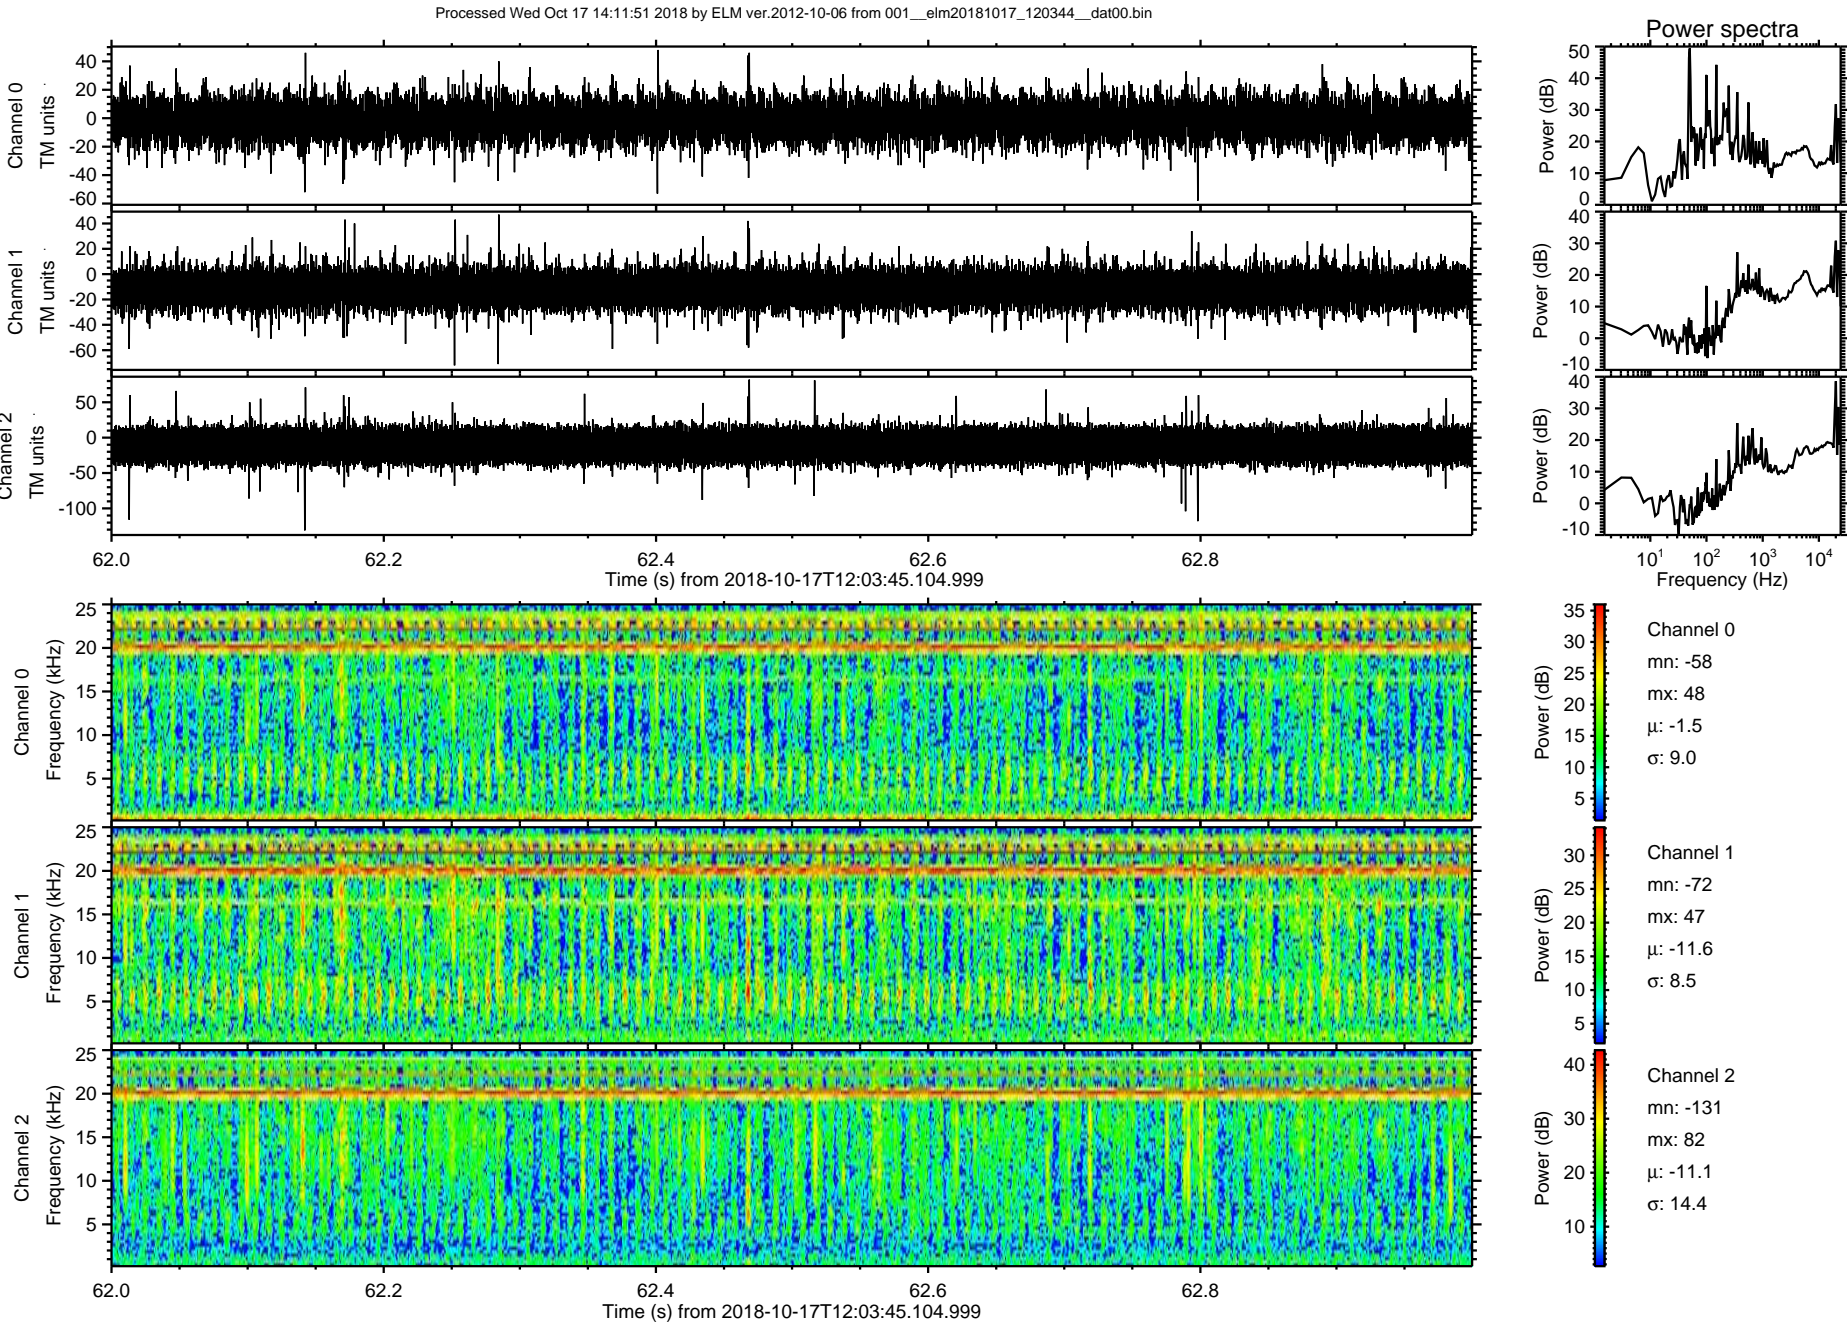 Processed Wed Oct 17 14:11:51 2018 by ELM ver.2012-10-06 from 001__elm20181017_120344__dat00.bin
Power spectra
Channel 0
TM units
40
20
0
-20
-40
-60
Power (dB)
50
40
30
20
10
0
Channel 1
TM units
40
20
0
-20
-40
-60
Power (dB)
40
30
20
10
0
-10
Channel 2
TM units
50
0
-50
-100
Power (dB)
40
30
20
10
0
-10
62.0 62.2 62.4 62.6 62.8
Time (s) from 2018-10-17T12:03:45.104.999
10¹ 10² 10³ 10⁴
Frequency (Hz)
Channel 0
Frequency (kHz)
25
20
15
10
5
Power (dB)
35
30
25
20
15
10
5
Channel 0
mn: -58
mx: 48
μ: -1.5
σ: 9.0
Channel 1
Frequency (kHz)
25
20
15
10
5
Power (dB)
30
25
20
15
10
5
Channel 1
mn: -72
mx: 47
μ: -11.6
σ: 8.5
Channel 2
Frequency (kHz)
25
20
15
10
5
Power (dB)
40
30
20
10
Channel 2
mn: -131
mx: 82
μ: -11.1
σ: 14.4
62.0 62.2 62.4 62.6 62.8
Time (s) from 2018-10-17T12:03:45.104.999